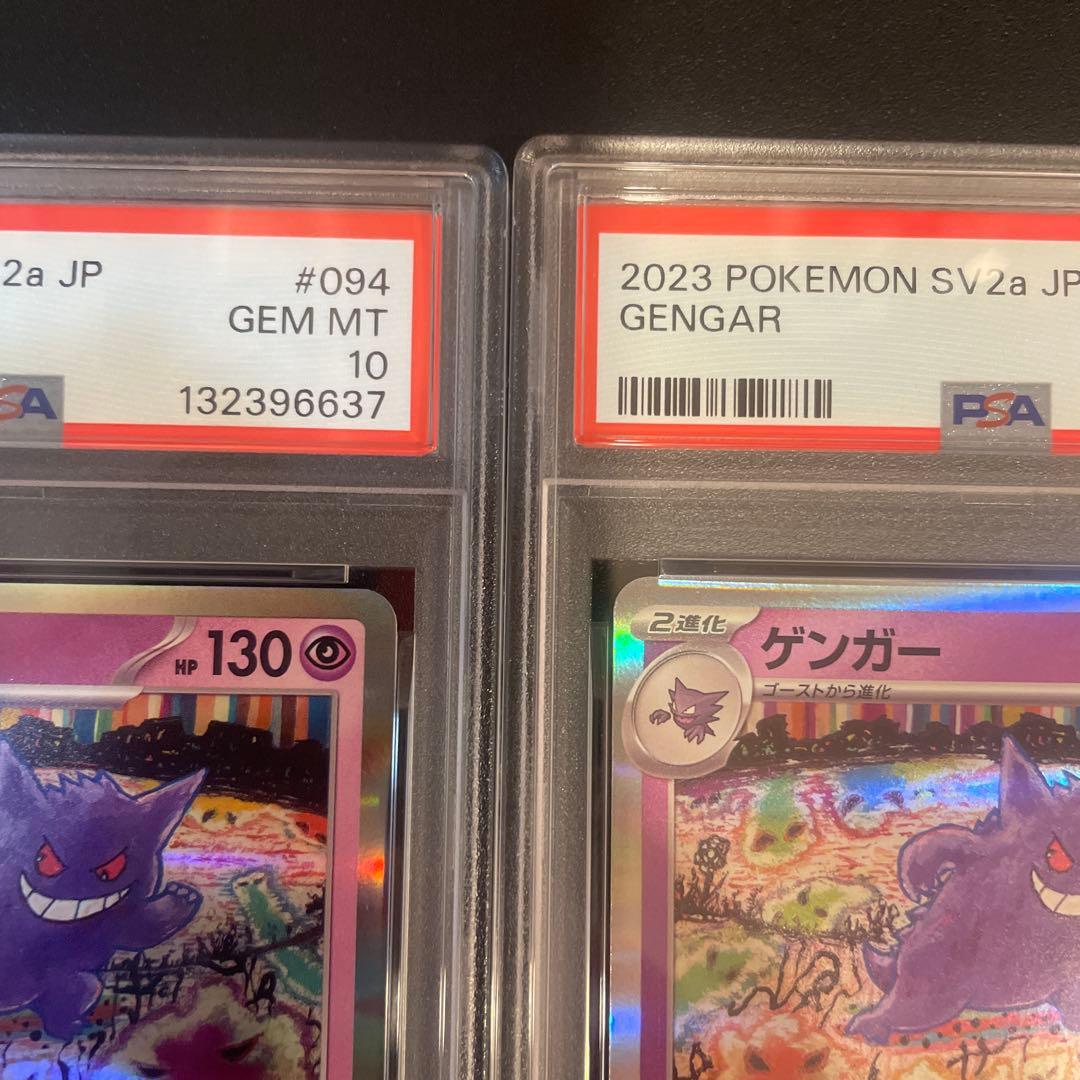 2a JP
#094
GEM MT
10
132396637
PSA
2023 POKEMON SV2a JP
GENGAR
PSA
HP 130
2進化
ゲンガー
ゴーストから進化